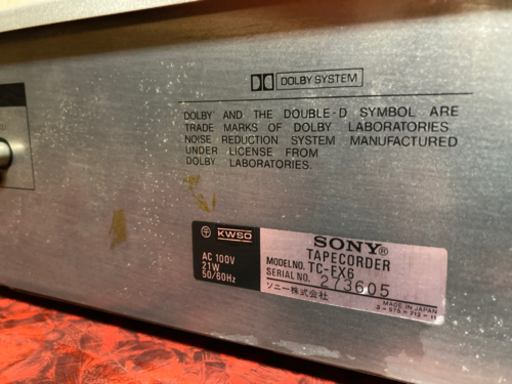 DOLBY SYSTEM
DOLBY AND THE DOUBLE-D SYMBOL ARE
TRADE MARKS OF DOLBY LABORATORIES
NOISE REDUCTION SYSTEM MANUFACTURED
UNDER LICENSE FROM
DOLBY LABORATORIES.
KWSO
AC 100V
21W
50/60Hz
SONY®
TAPECORDER
MODEL NO. TC-EX6
SERIAL NO. 273605
ソニー株式会社
MADE IN JAPAN